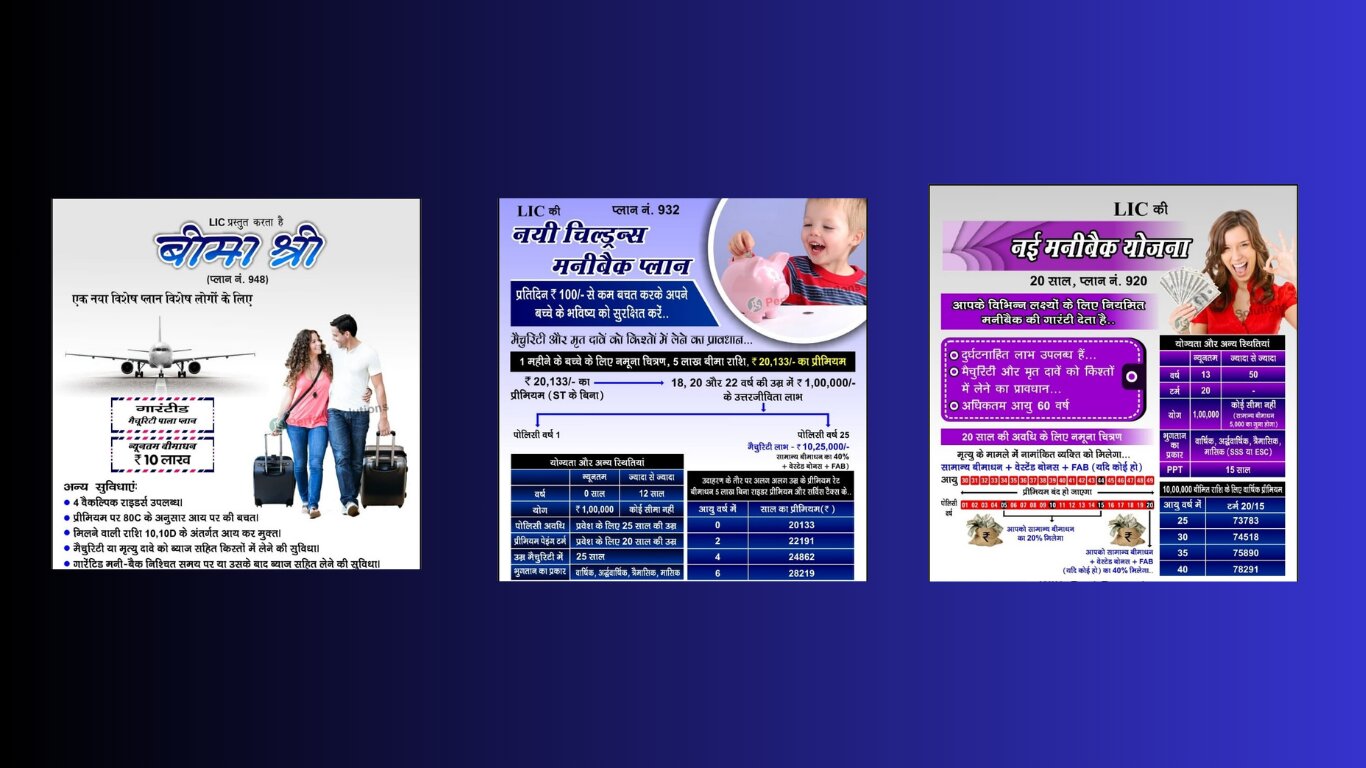 LIC प्रस्तुत करता है
बीमा श्री
(प्लान नं. 948)
एक नया विशेष प्लान विशेष लोगों के लिए
गारंटीड
मैचुरिटी वाला प्लान
न्यूनतम बीमाधन
₹ 10 लाख
अन्य सुविधाएंः
4 वैकल्पिक राइडर्स उपलब्ध।
प्रीमियम पर 80C के अनुसार आय पर की बचत।
मिलने वाली राशि 10,10D के अंतर्गत आय कर मुक्त।
मैचुरिटी या मृत्यु दावे को ब्याज सहित किस्तों में लेने की सुविधा।
गारंटिड मनी-बैक निश्चित समय पर या उसके बाद ब्याज सहित लेने की सुविधा।
LIC की प्लान नं. 932
नयी चिल्ड्रन्स
मनीबैक प्लान
प्रतिदिन ₹ 100/- से कम बचत करके अपने
बच्चे के भविष्य को सुरक्षित करें..
मैचुरिटी और मृत दावें को किश्तों में लेने का प्रावधान...
1 महीने के बच्चे के लिए नमूना चित्रण, 5 लाख बीमा राशि, ₹ 20,133/- का प्रीमियम
₹ 20,133/- का
प्रीमियम (ST के बिना)
18, 20 और 22 वर्ष की उम्र में ₹ 1,00,000/-
के उत्तरजीविता लाभ
पोलिसी वर्ष 1
पोलिसी वर्ष 25
मैचुरिटी लाभ - ₹ 10,25,000/-
सामान्य बीमाधन का 40%
+ वेस्टेड बोनस + FAB)
योग्यता और अन्य स्थितियां
न्यूनतम ज्यादा से ज्यादा
वर्ष 0 साल 12 साल
योग ₹ 1,00,000 कोई सीमा नहीं
पोलिसी अवधि प्रवेश के लिए 25 साल की उम्र
प्रीमियम पेइंग टर्म प्रवेश के लिए 20 साल की उम्र
उम्र मैचुरिटी में 25 साल
भुगतान का प्रकार वार्षिक, अर्द्धवार्षिक, त्रैमासिक, मासिक
उदाहरण के तौर पर अलग अलग उम्र के प्रीमियम रेट
बीमाधन 5 लाख बिना राइडर प्रीमियम और सर्विस टैक्स के..
आयु वर्ष में साल का प्रीमियम(₹ )
0 20133
2 22191
4 24862
6 28219
LIC की
नई मनीबैक योजना
20 साल, प्लान नं. 920
आपके विभिन्न लक्ष्यों के लिए नियमित
मनीबैक की गारंटी देता है..
दुर्घटनाहित लाभ उपलब्ध हैं...
मैचुरिटी और मृत दावें को किश्तों
में लेने का प्रावधान...
अधिकतम आयु 60 वर्ष
20 साल की अवधि के लिए नमूना चित्रण
मृत्यु के मामले में नामांकित व्यक्ति को मिलेगा...
सामान्य बीमाधन + वेस्टेड बोनस + FAB (यदि कोई हो)
आयु 30 31 32 33 34 35 36 37 38 39 40 41 42 43 44 45 46 47 48 49
प्रीमियम बंद हो जाएगा
पोलिसी वर्ष 01 02 03 04 05 06 07 08 09 10 11 12 13 14 15 16 17 18 19 20
आपको सामान्य बीमाधन
का 20% मिलेगा
आपको सामान्य बीमाधन
+ वेस्टेड बोनस + FAB
(यदि कोई हो) का 40% मिलेगा..
योग्यता और अन्य स्थितियां
न्यूनतम ज्यादा से ज्यादा
वर्ष 13 50
टर्म 20 -
योग 1,00,000 कोई सीमा नहीं
(सामान्य बीमाधन
5,000 का गुणा होगा)
भुगतान का प्रकार वार्षिक, अर्द्धवार्षिक, त्रैमासिक,
मासिक (SSS या ESC)
PPT 15 साल
10,00,000 बीमित राशि के लिए वार्षिक प्रीमियम
आयु वर्ष में टर्म 20/15
25 73783
30 74518
35 75890
40 78291